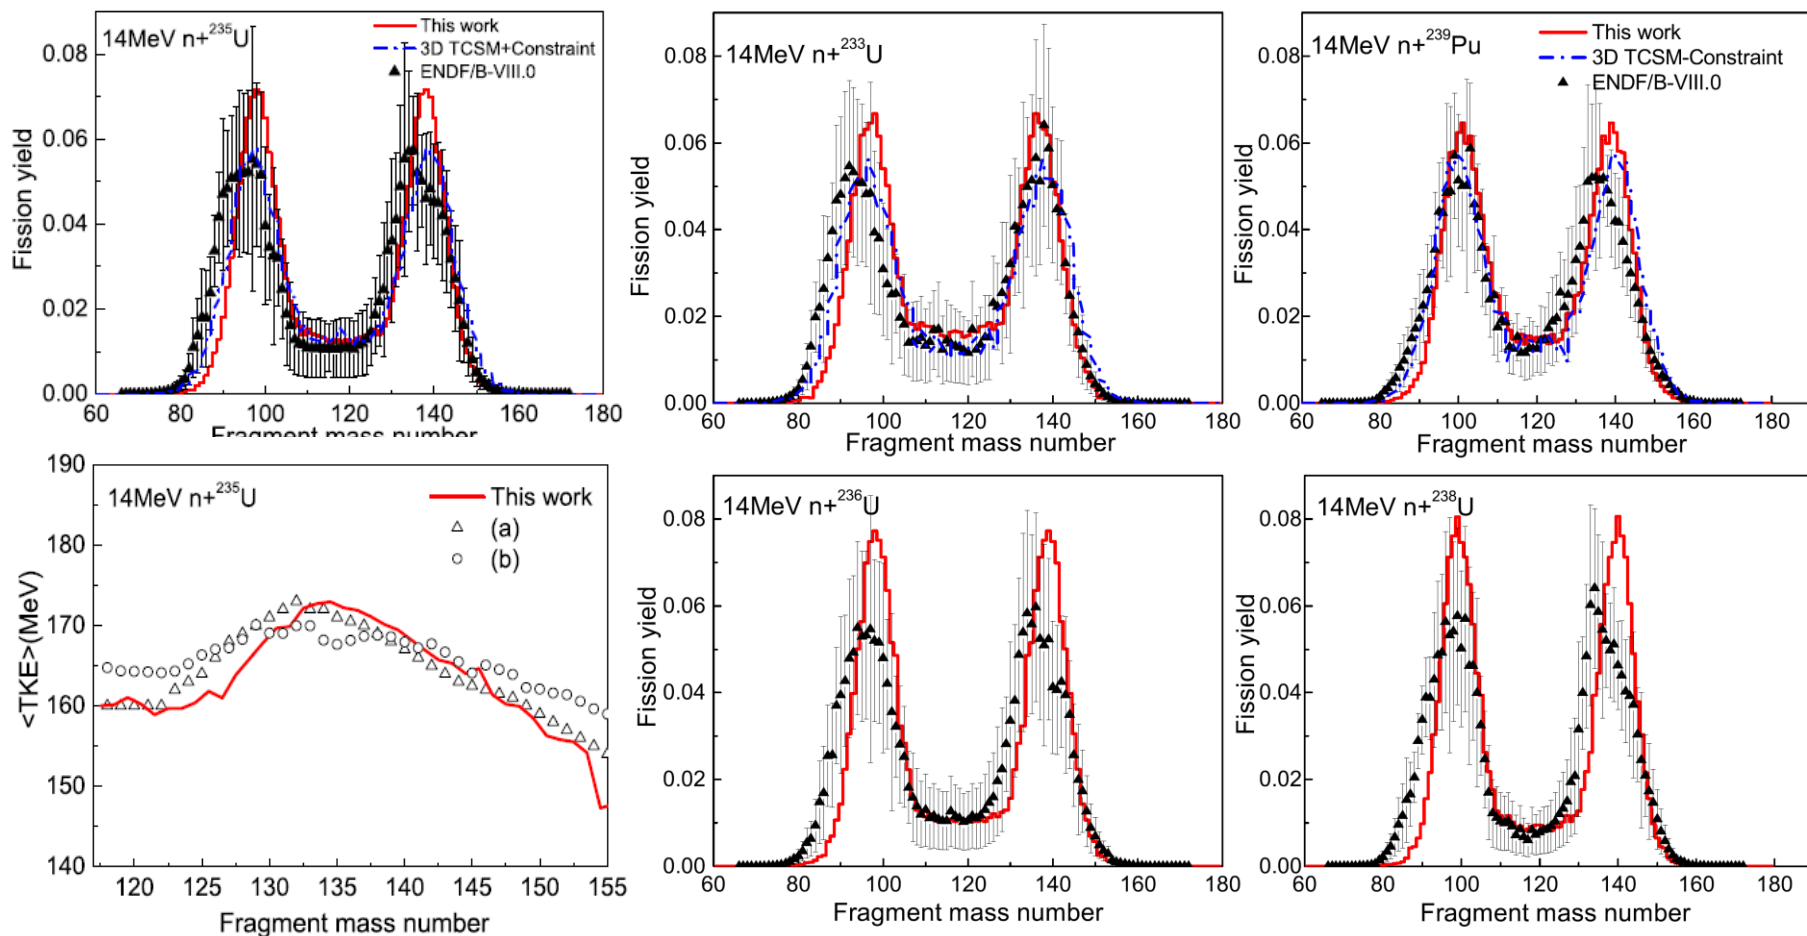 14MeV n+²³⁵U
This work
3D TCSM+Constraint
ENDF/B-VIII.0
Fission yield
0.08
0.06
0.04
0.02
0.00
60 80 100 120 140 160 180
Fragment mass number
14MeV n+²³³U
Fission yield
0.08
0.06
0.04
0.02
0.00
60 80 100 120 140 160 180
Fragment mass number
14MeV n+²³⁹Pu
This work
3D TCSM-Constraint
ENDF/B-VIII.0
Fission yield
0.08
0.06
0.04
0.02
0.00
60 80 100 120 140 160 180
Fragment mass number
14MeV n+²³⁵U
This work
(a)
(b)
<TKE>(MeV)
190
180
170
160
150
140
120 125 130 135 140 145 150 155
Fragment mass number
14MeV n+²³⁶U
Fission yield
0.08
0.06
0.04
0.02
0.00
60 80 100 120 140 160 180
Fragment mass number
14MeV n+²³⁸U
Fission yield
0.08
0.06
0.04
0.02
0.00
60 80 100 120 140 160 180
Fragment mass number